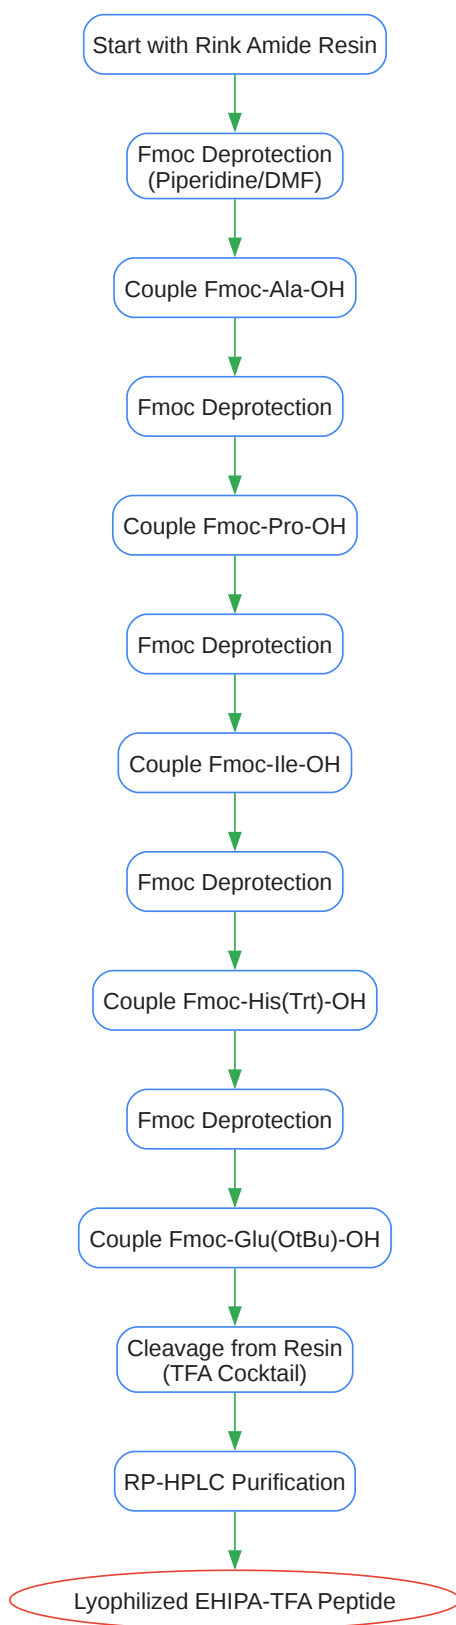 Start with Rink Amide Resin
Fmoc Deprotection
(Piperidine/DMF)
Couple Fmoc-Ala-OH
Fmoc Deprotection
Couple Fmoc-Pro-OH
Fmoc Deprotection
Couple Fmoc-Ile-OH
Fmoc Deprotection
Couple Fmoc-His(Trt)-OH
Fmoc Deprotection
Couple Fmoc-Glu(OtBu)-OH
Cleavage from Resin
(TFA Cocktail)
RP-HPLC Purification
Lyophilized EHIPA-TFA Peptide